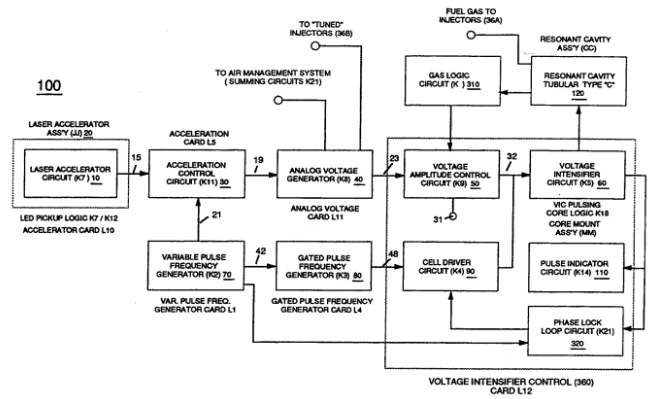 FUEL GAS TO
INJECTORS (36A)
TO "TUNED"
INJECTORS (36B)
RESONANT CAVITY
ASS'Y (CC)
TO AIR MANAGEMENT SYSTEM
( SUMMING CIRCUITS K21)
GAS LOGIC
CIRCUIT (K ) 310
RESONANT CAVITY
TUBULAR TYPE "C"
120
100
LASER ACCELERATOR
ASS'Y (JJ) 20
ACCELERATION
CARD L5
LASER ACCELERATOR
CIRCUIT (K7) 10
15
ACCELERATION
CONTROL
CIRCUIT (K11) 30
19
ANALOG VOLTAGE
GENERATOR (K8) 40
23
VOLTAGE
AMPLITUDE CONTROL
CIRCUIT (K9) 50
32
VOLTAGE
INTENSIFIER
CIRCUIT (K5) 60
LED PICKUP LOGIC K7 / K12
ACCELERATOR CARD L10
21
ANALOG VOLTAGE
CARD L11
31
VIC PULSING
CORE LOGIC K18
CORE MOUNT
ASS'Y (MM)
VARIABLE PULSE
FREQUENCY
GENERATOR (K2) 70
42
GATED PULSE
FREQUENCY
GENERATOR (K3) 80
48
CELL DRIVER
CIRCUIT (K4) 90
PULSE INDICATOR
CIRCUIT (K14) 110
VAR. PULSE FREQ.
GENERATOR CARD L1
GATED PULSE FREQUENCY
GENERATOR CARD L4
PHASE LOCK
LOOP CIRCUIT (K21)
320
VOLTAGE INTENSIFIER CONTROL (360)
CARD L12